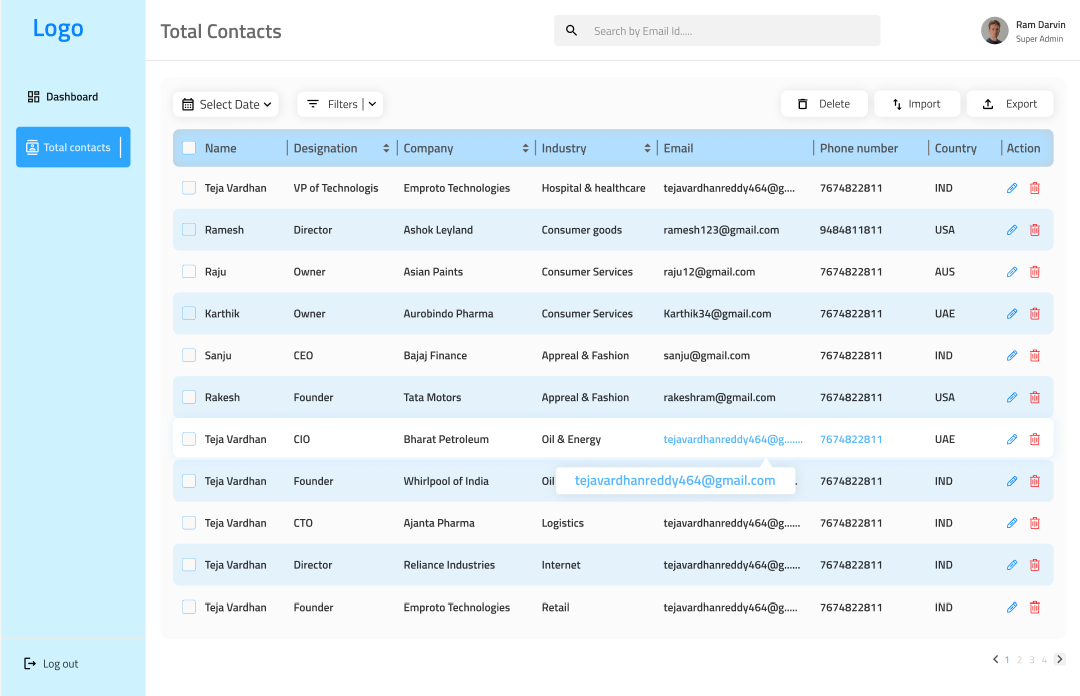 Logo
Total Contacts
Search by Email Id.....
Ram Darvin
Super Admin
Dashboard
Total contacts
Log out
Select Date
Filters
Delete
Import
Export
Name Designation Company Industry Email Phone number Country Action
Teja Vardhan VP of Technologis Emproto Technologies Hospital & healthcare tejavardhanreddy464@g.... 7674822811 IND
Ramesh Director Ashok Leyland Consumer goods ramesh123@gmail.com 9484811811 USA
Raju Owner Asian Paints Consumer Services raju12@gmail.com 7674822811 AUS
Karthik Owner Aurobindo Pharma Consumer Services Karthik34@gmail.com 7674822811 UAE
Sanju CEO Bajaj Finance Appreal & Fashion sanju@gmail.com 7674822811 IND
Rakesh Founder Tata Motors Appreal & Fashion rakeshram@gmail.com 7674822811 USA
Teja Vardhan CIO Bharat Petroleum Oil & Energy tejavardhanreddy464@g....... 7674822811 UAE
Teja Vardhan Founder Whirlpool of India Oil 7674822811 IND
tejavardhanreddy464@gmail.com
Teja Vardhan CTO Ajanta Pharma Logistics tejavardhanreddy464@g...... 7674822811 IND
Teja Vardhan Director Reliance Industries Internet tejavardhanreddy464@g...... 7674822811 IND
Teja Vardhan Founder Emproto Technologies Retail tejavardhanreddy464@g..... 7674822811 IND
1 2 3 4